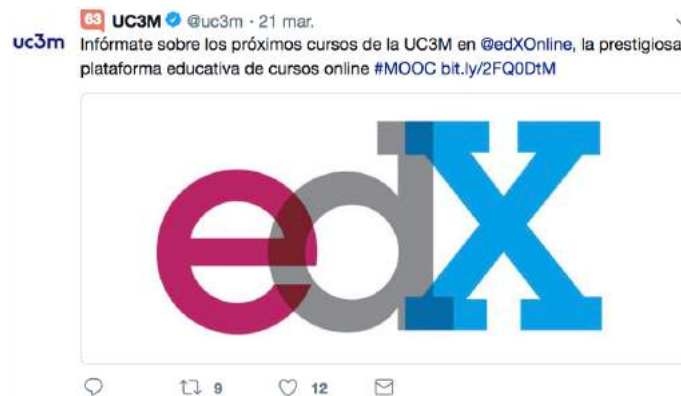 63 UC3M @uc3m · 21 mar.
uc3m
Infórmate sobre los próximos cursos de la UC3M en @edXOnline, la prestigiosa
plataforma educativa de cursos online #MOOC bit.ly/2FQ0DtM
edX
9 12